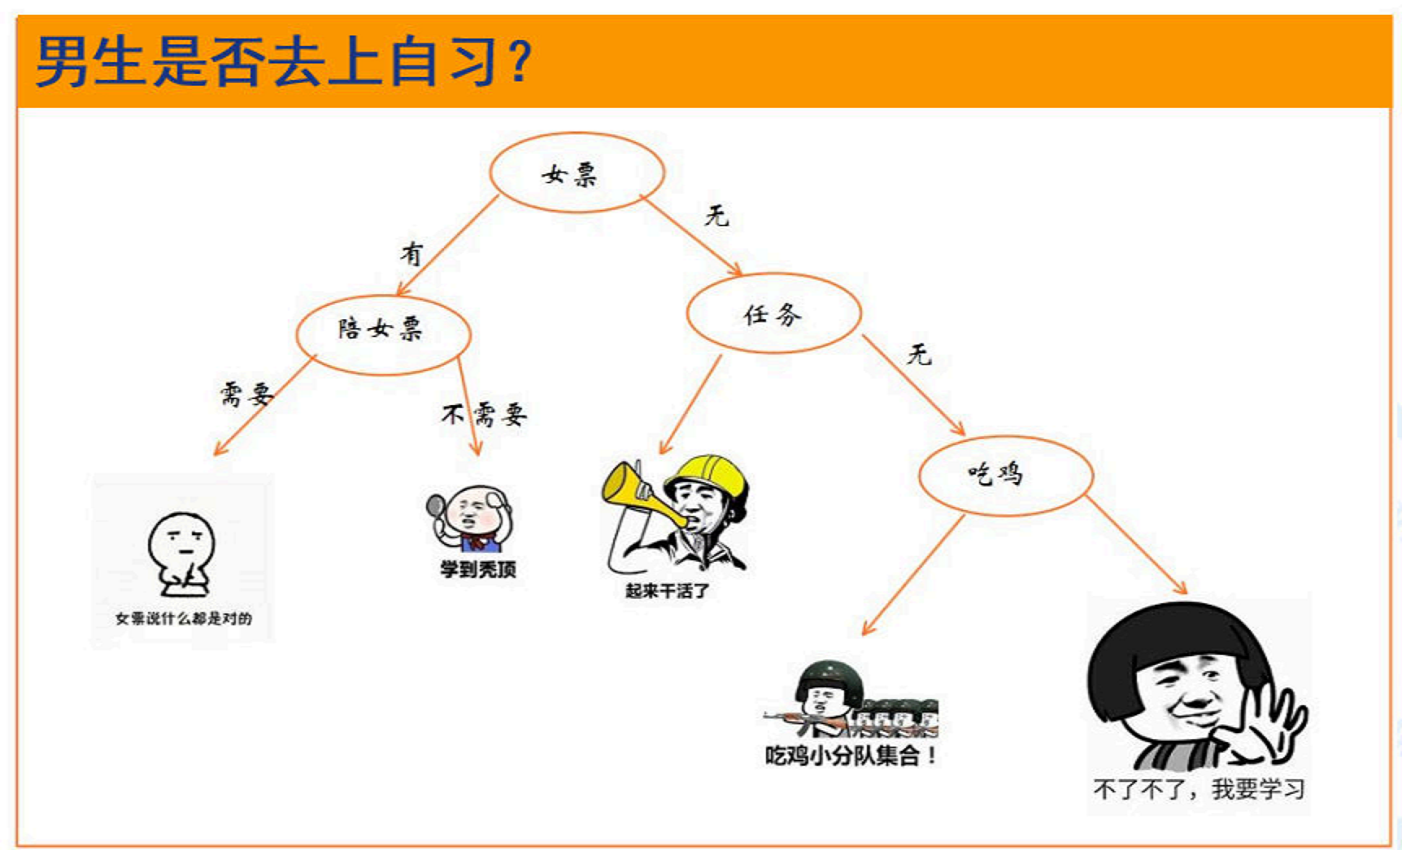 男生是否去上自习？
女票
无
有
任务
陪女票
无
需要
不需要
吃鸡
学到秃顶
起来干活了
女票说什么都是对的
吃鸡小分队集合！
不了不了，我要学习